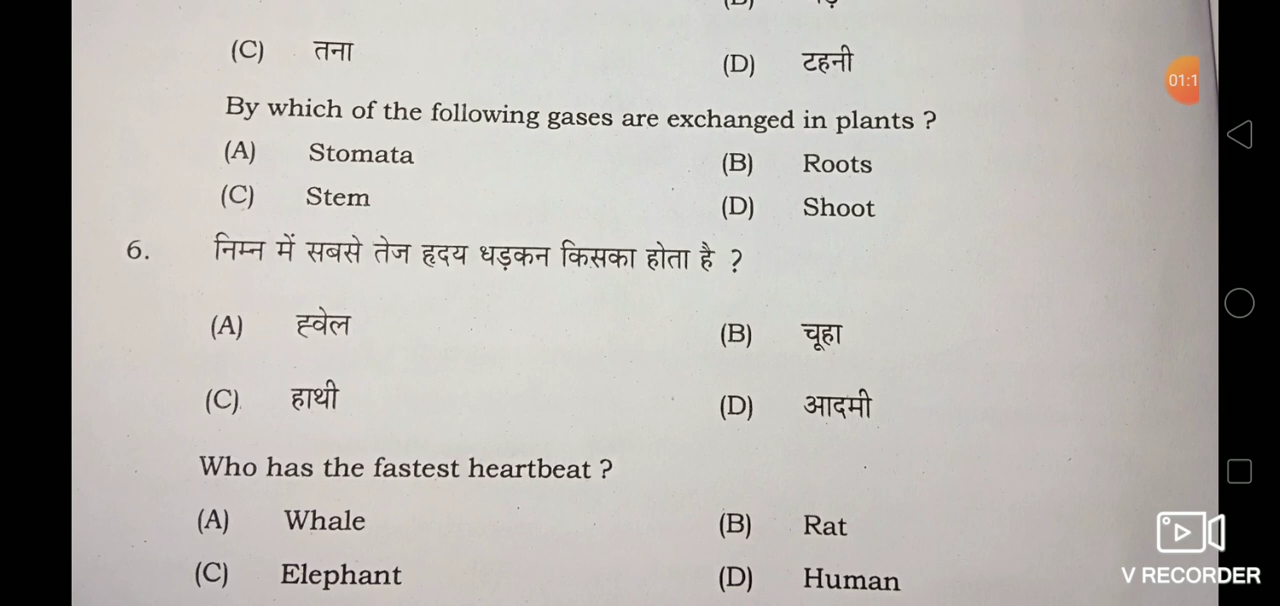 (C) तना (D) टहनी
By which of the following gases are exchanged in plants ?
(A) Stomata (B) Roots
(C) Stem (D) Shoot
6. निम्न में सबसे तेज हृदय धड़कन किसका होता है ?
(A) ह्वेल (B) चूहा
(C) हाथी (D) आदमी
Who has the fastest heartbeat ?
(A) Whale (B) Rat
(C) Elephant (D) Human
01:1
V RECORDER